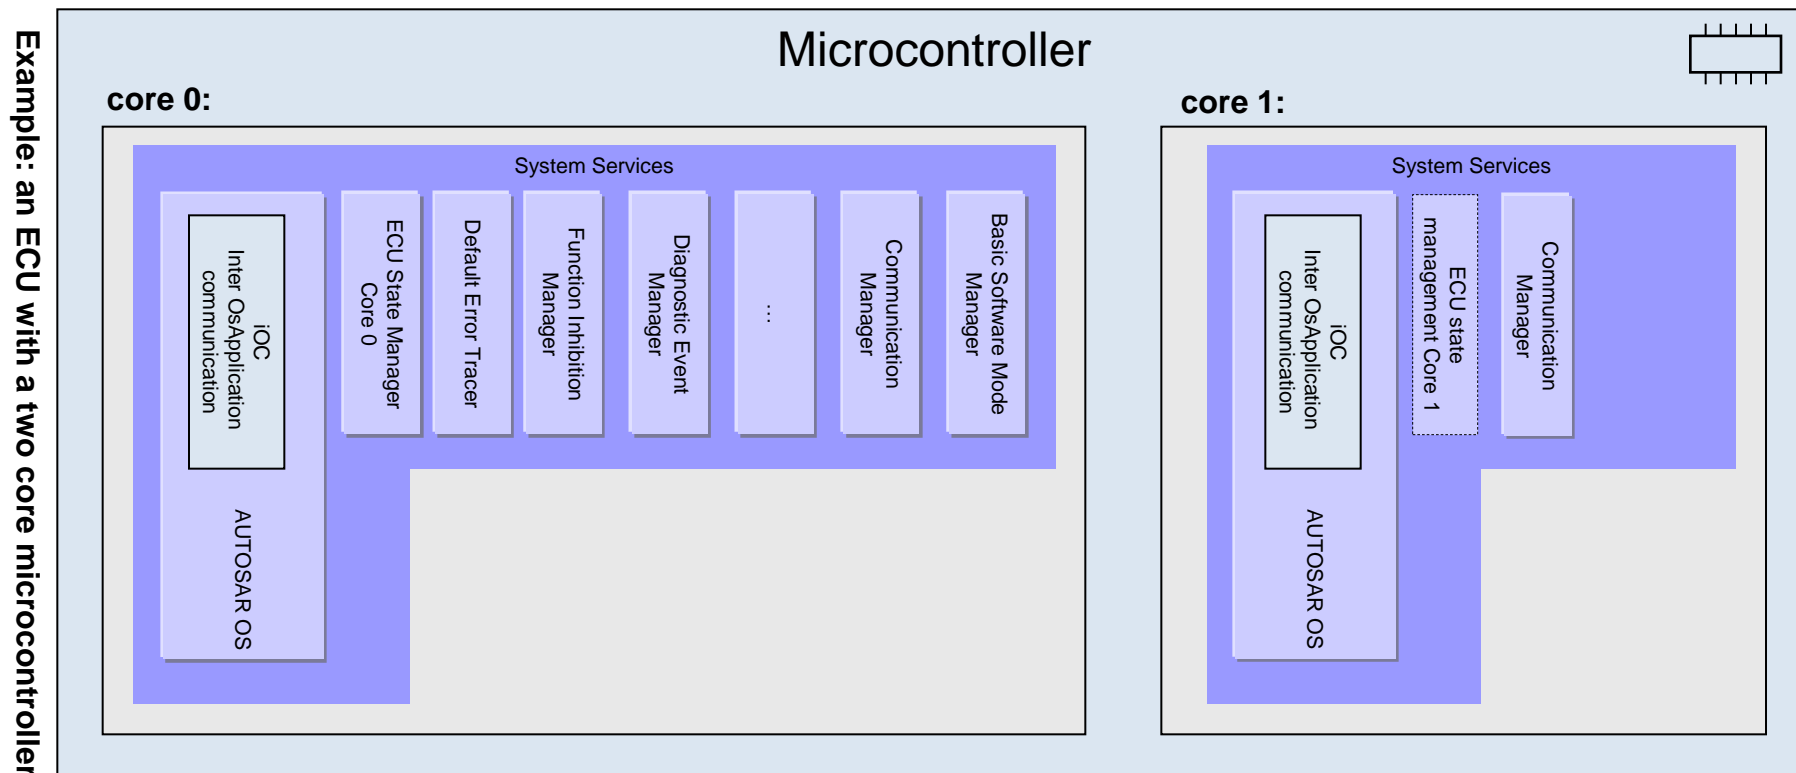 Example: an ECU with a two core microcontroller
Microcontroller
core 0:
System Services
iOC
Inter OsApplication
communication
AUTOSAR OS
ECU State Manager
Core 0
Default Error Tracer
Function Inhibition
Manager
Diagnostic Event
Manager
...
Communication
Manager
Basic Software Mode
Manager
core 1:
System Services
iOC
Inter OsApplication
communication
AUTOSAR OS
ECU state
management Core 1
Communication
Manager